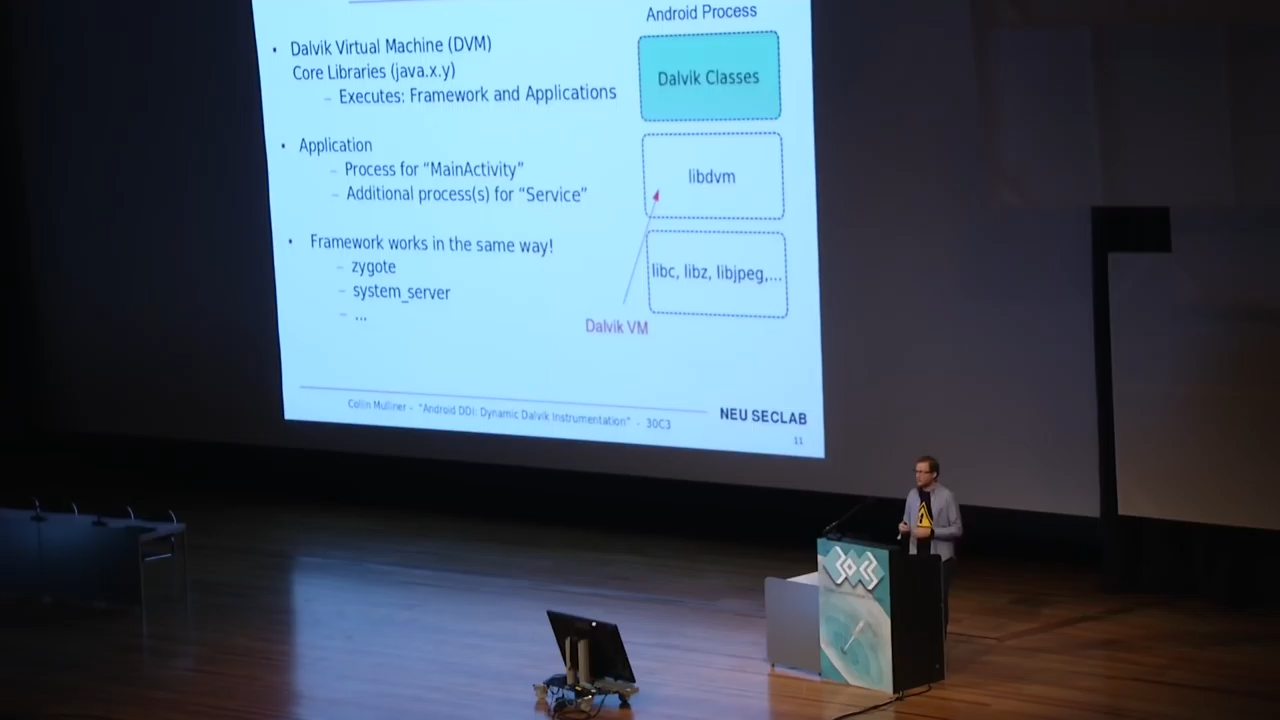 Dalvik Virtual Machine (DVM)
Core Libraries (java.x.y)
– Executes: Framework and Applications
Application
– Process for “MainActivity”
– Additional process(s) for “Service”
Framework works in the same way!
– zygote
– system_server
– ...
Android Process
Dalvik Classes
libdvm
libc, libz, libjpeg,...
Dalvik VM
Collin Mulliner - “Android DDI: Dynamic Dalvik Instrumentation” - 30C3
NEU SECLAB
11
30C3